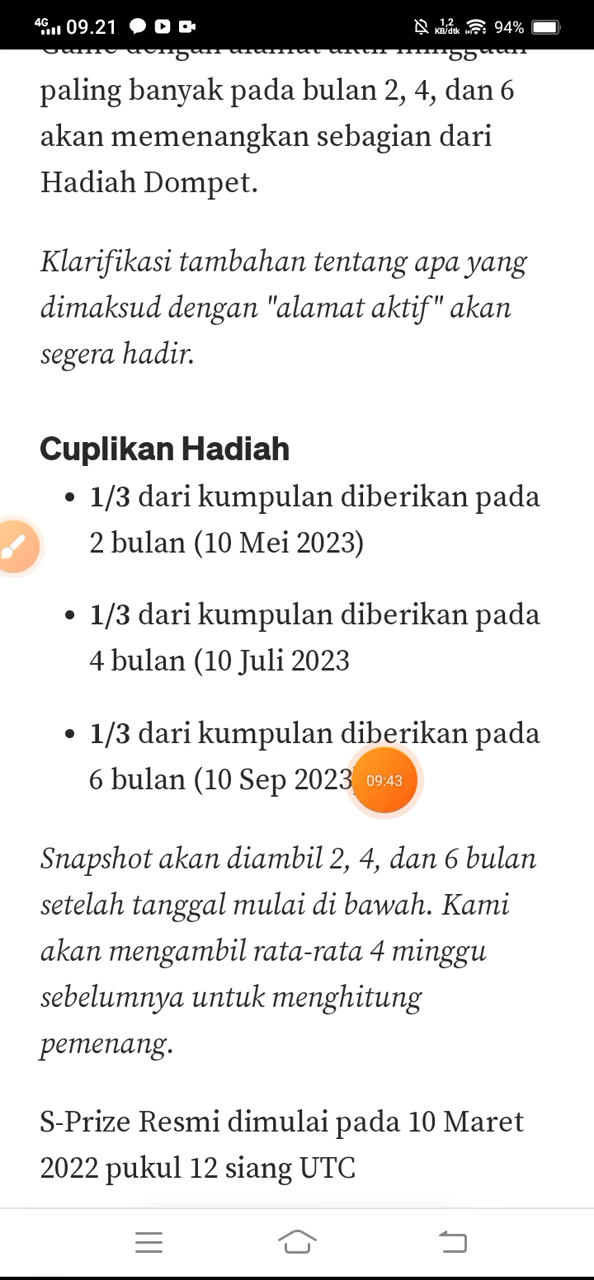 4G 09.21 1,2 KB/dtk 94%
Game dengan alamat aktif mingguan
paling banyak pada bulan 2, 4, dan 6
akan memenangkan sebagian dari
Hadiah Dompet.
Klarifikasi tambahan tentang apa yang
dimaksud dengan "alamat aktif" akan
segera hadir.
Cuplikan Hadiah
• 1/3 dari kumpulan diberikan pada
2 bulan (10 Mei 2023)
• 1/3 dari kumpulan diberikan pada
4 bulan (10 Juli 2023
• 1/3 dari kumpulan diberikan pada
6 bulan (10 Sep 2023
09:43
Snapshot akan diambil 2, 4, dan 6 bulan
setelah tanggal mulai di bawah. Kami
akan mengambil rata-rata 4 minggu
sebelumnya untuk menghitung
pemenang.
S-Prize Resmi dimulai pada 10 Maret
2022 pukul 12 siang UTC